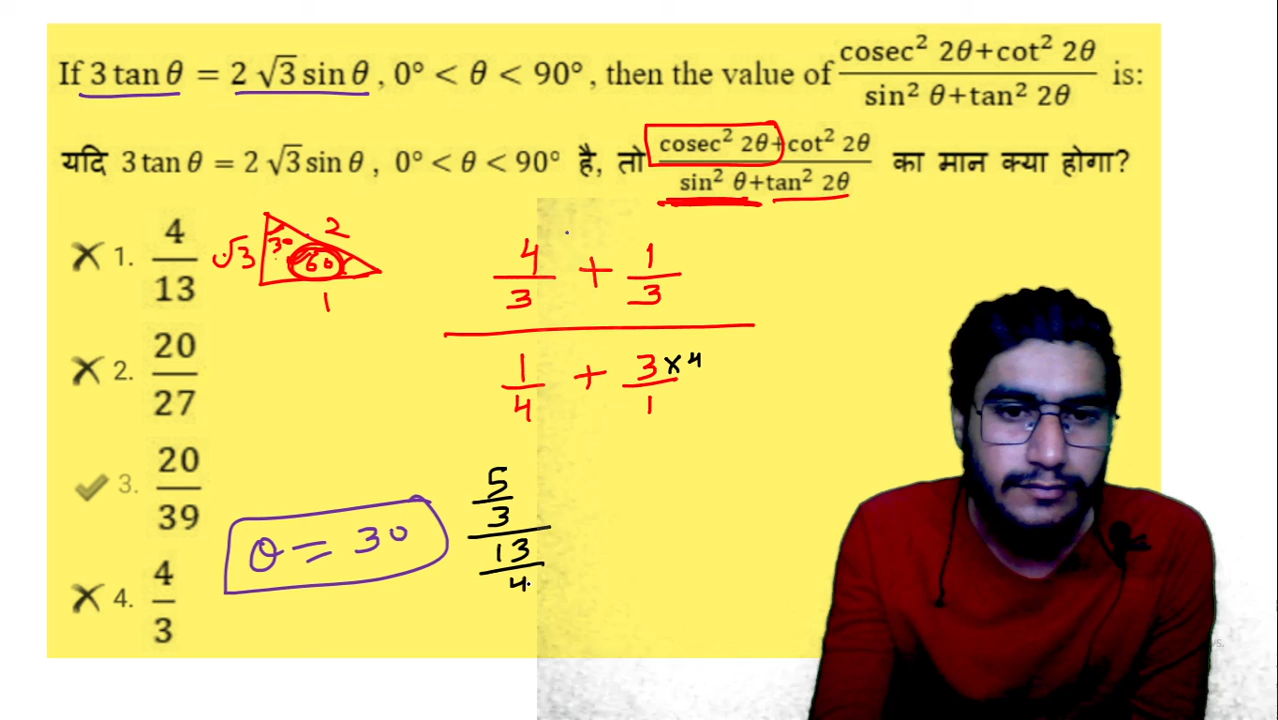 If 3 tan θ = 2 √3 sin θ, 0° < θ < 90°, then the value of (cosec² 2θ+cot² 2θ)/(sin² θ+tan² 2θ) is:
यदि 3 tan θ = 2 √3 sin θ , 0° < θ < 90° है, तो (cosec² 2θ+cot² 2θ)/(sin² θ+tan² 2θ) का मान क्या होगा?
1. 4/13
2. 20/27
3. 20/39
4. 4/3
√3 30 2
60
1
4/3 + 1/3
1/4 + 3×4/1
θ = 30
5/3
13/4
s.